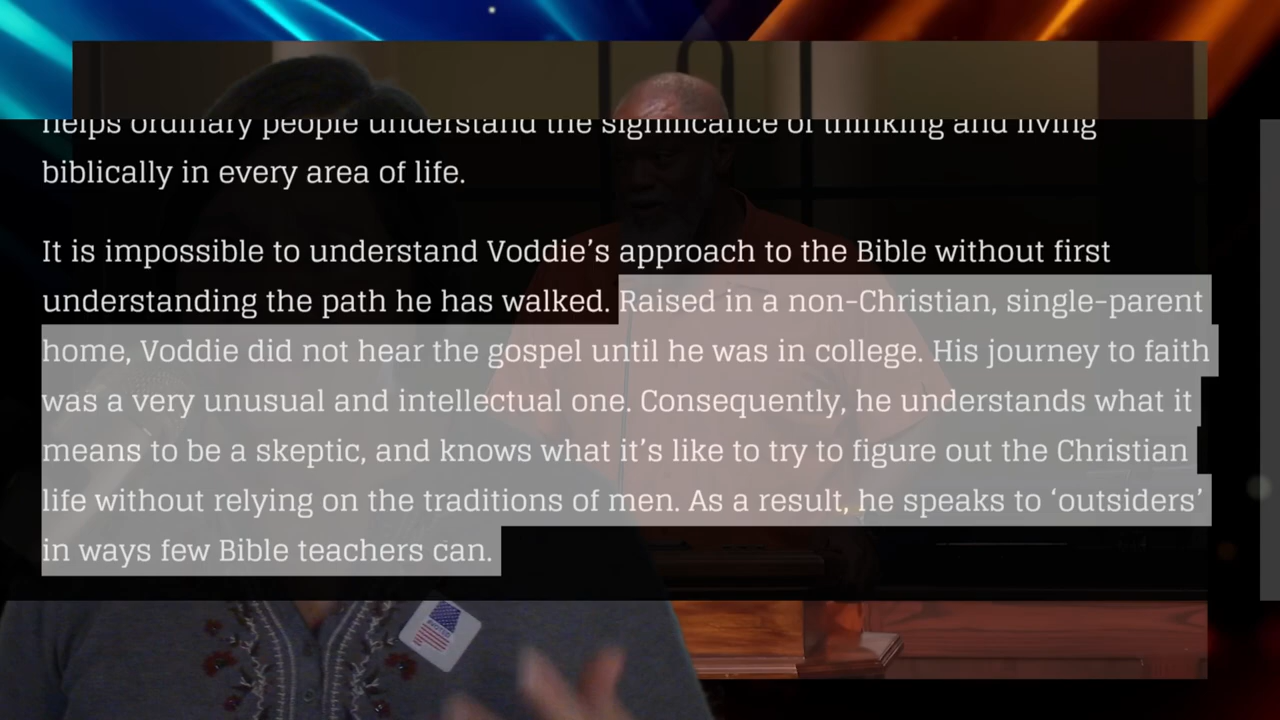 helps ordinary people understand the significance of thinking and living
biblically in every area of life.
It is impossible to understand Voddie’s approach to the Bible without first
understanding the path he has walked. Raised in a non-Christian, single-parent
home, Voddie did not hear the gospel until he was in college. His journey to faith
was a very unusual and intellectual one. Consequently, he understands what it
means to be a skeptic, and knows what it’s like to try to figure out the Christian
life without relying on the traditions of men. As a result, he speaks to ‘outsiders’
in ways few Bible teachers can.